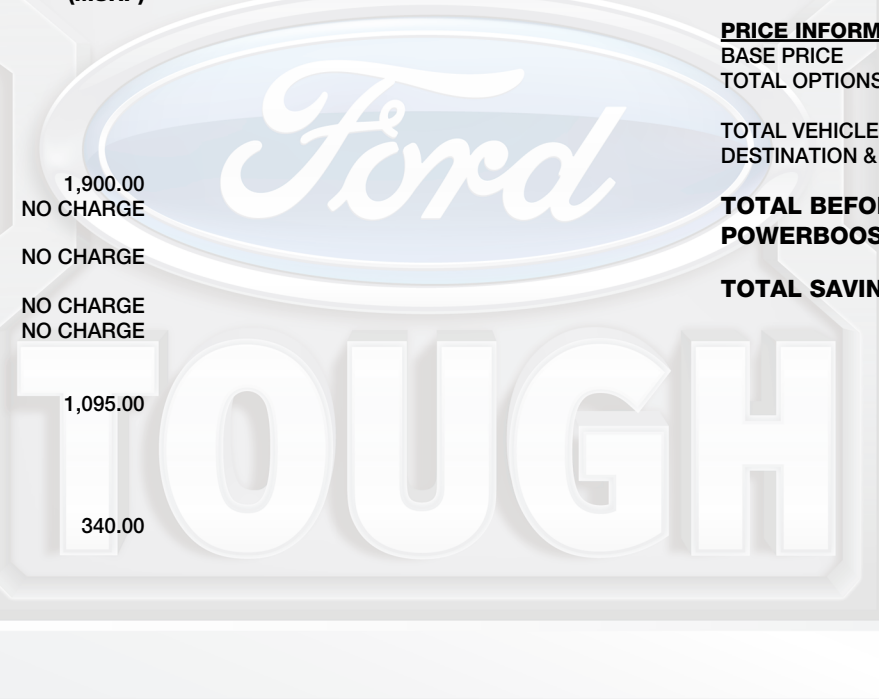 1,900.00
NO CHARGE
NO CHARGE
NO CHARGE
NO CHARGE
1,095.00
340.00
PRICE INFORM
BASE PRICE
TOTAL OPTIONS
TOTAL VEHICLE
DESTINATION &
TOTAL BEFO
POWERBOOS
TOTAL SAVIN
Ford
TOUGH